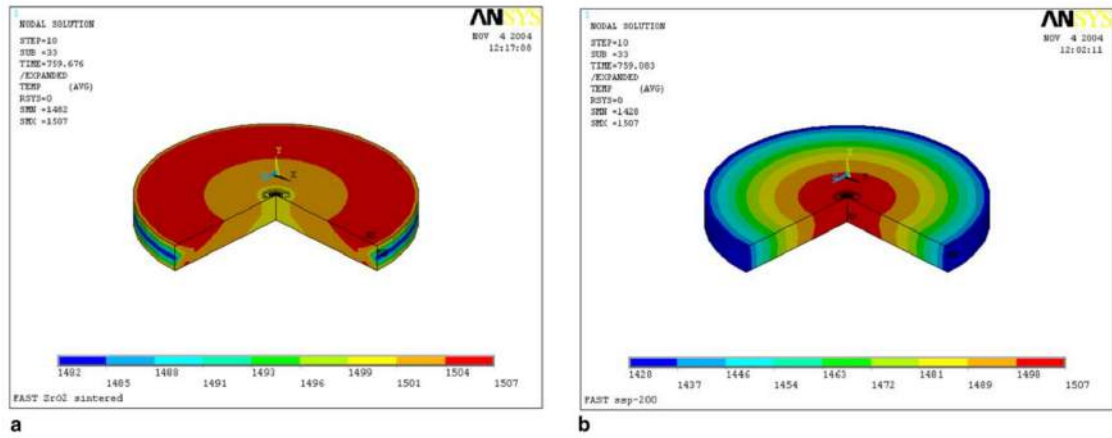 1
NODAL SOLUTION
STEP=10
SUB =33
TIME=759.676
/EXPANDED
TEMP (AVG)
RSYS=0
SMN =1482
SMX =1507
ANSYS
NOV 4 2004
12:17:08
Y
X
1482 1488 1493 1499 1504
1485 1491 1496 1501 1507
FAST ZrO2 sintered
a
1
NODAL SOLUTION
STEP=10
SUB =33
TIME=759.083
/EXPANDED
TEMP (AVG)
RSYS=0
SMN =1428
SMX =1507
ANSYS
NOV 4 2004
12:02:11
Y
X
1428 1446 1463 1481 1498
1437 1454 1472 1489 1507
FAST ssp-200
b